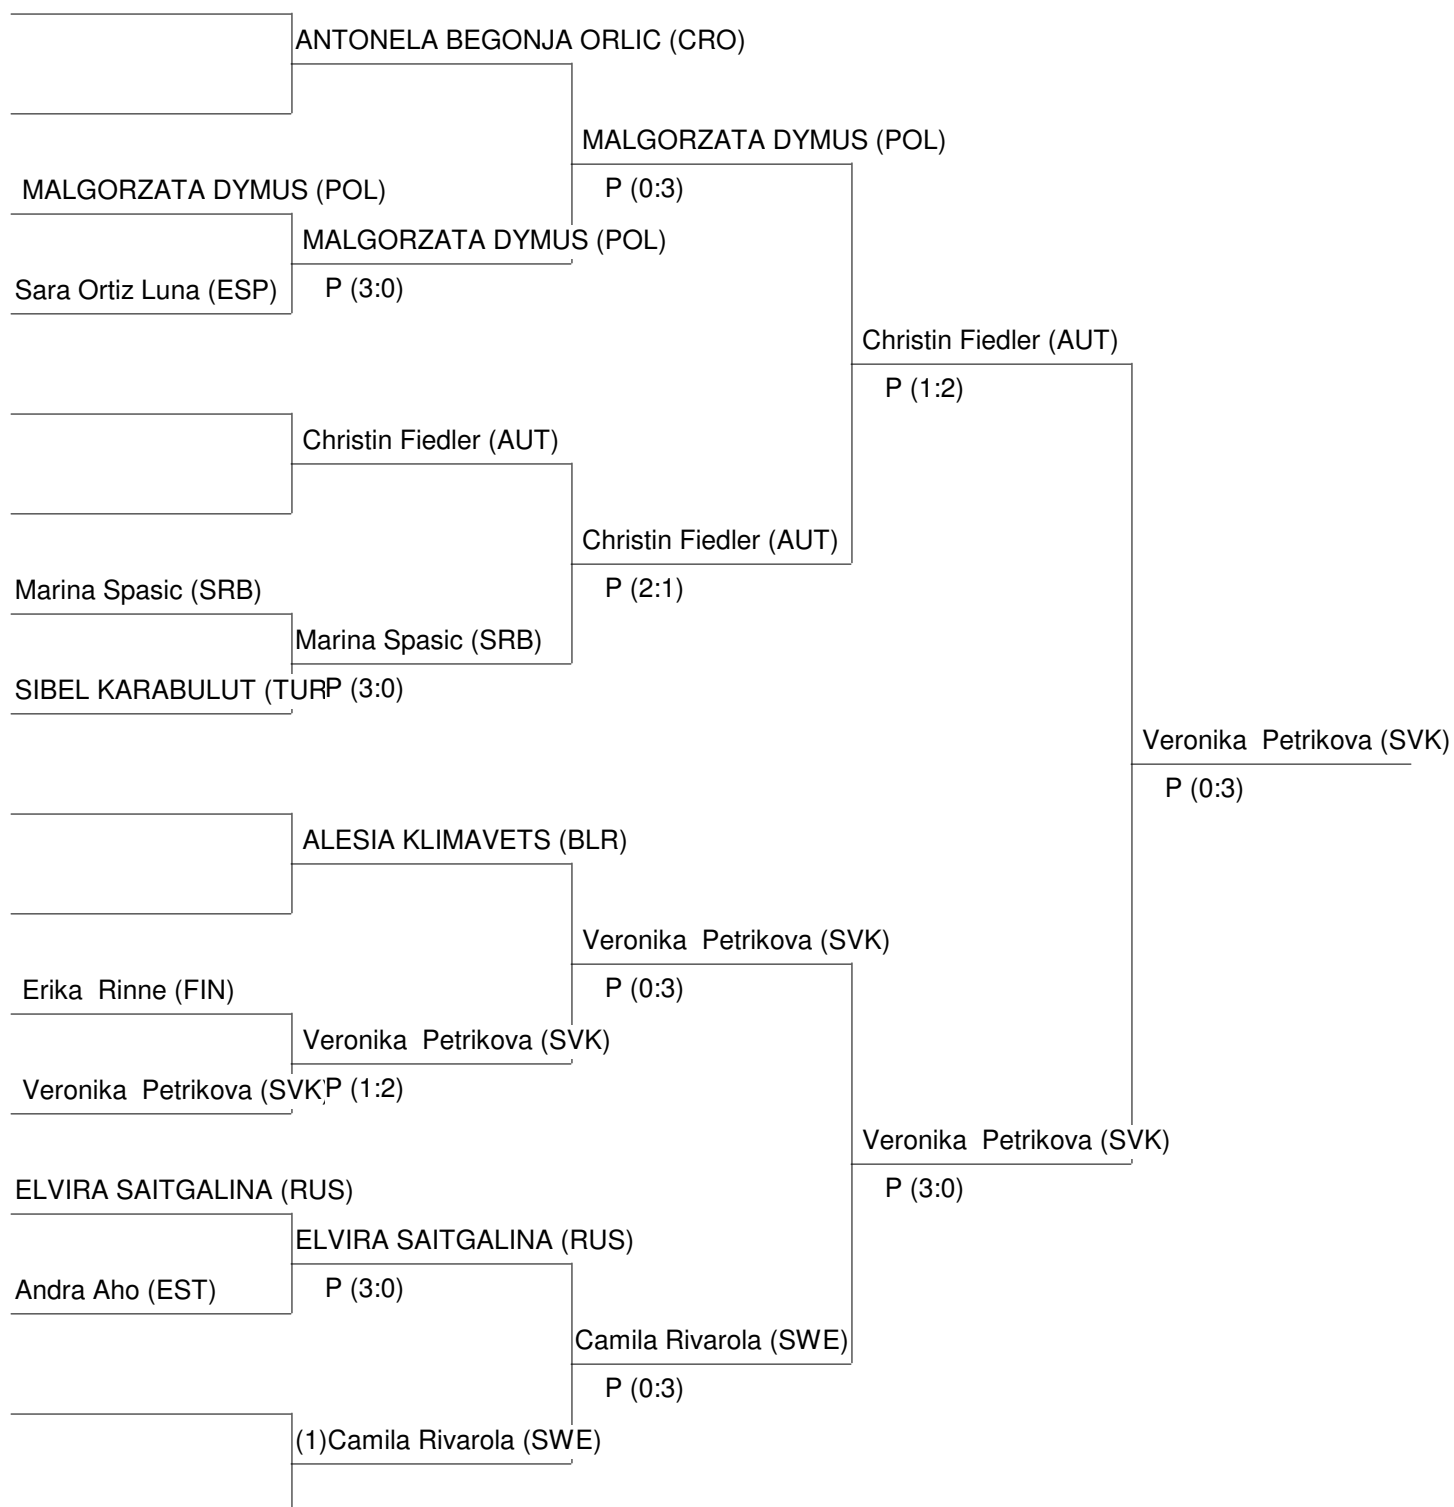 ANTONELA BEGONJA ORLIC (CRO)
MALGORZATA DYMUS (POL)
P (0:3)
MALGORZATA DYMUS (POL)
MALGORZATA DYMUS (POL)
Sara Ortiz Luna (ESP)
P (3:0)
Christin Fiedler (AUT)
P (1:2)
Christin Fiedler (AUT)
Christin Fiedler (AUT)
P (2:1)
Marina Spasic (SRB)
Marina Spasic (SRB)
SIBEL KARABULUT (TUR
P (3:0)
Veronika Petrikova (SVK)
P (0:3)
ALESIA KLIMAVETS (BLR)
Veronika Petrikova (SVK)
P (0:3)
Erika Rinne (FIN)
Veronika Petrikova (SVK)
Veronika Petrikova (SVK)
P (1:2)
Veronika Petrikova (SVK)
P (3:0)
ELVIRA SAITGALINA (RUS)
ELVIRA SAITGALINA (RUS)
Andra Aho (EST)
P (3:0)
Camila Rivarola (SWE)
P (0:3)
(1)Camila Rivarola (SWE)